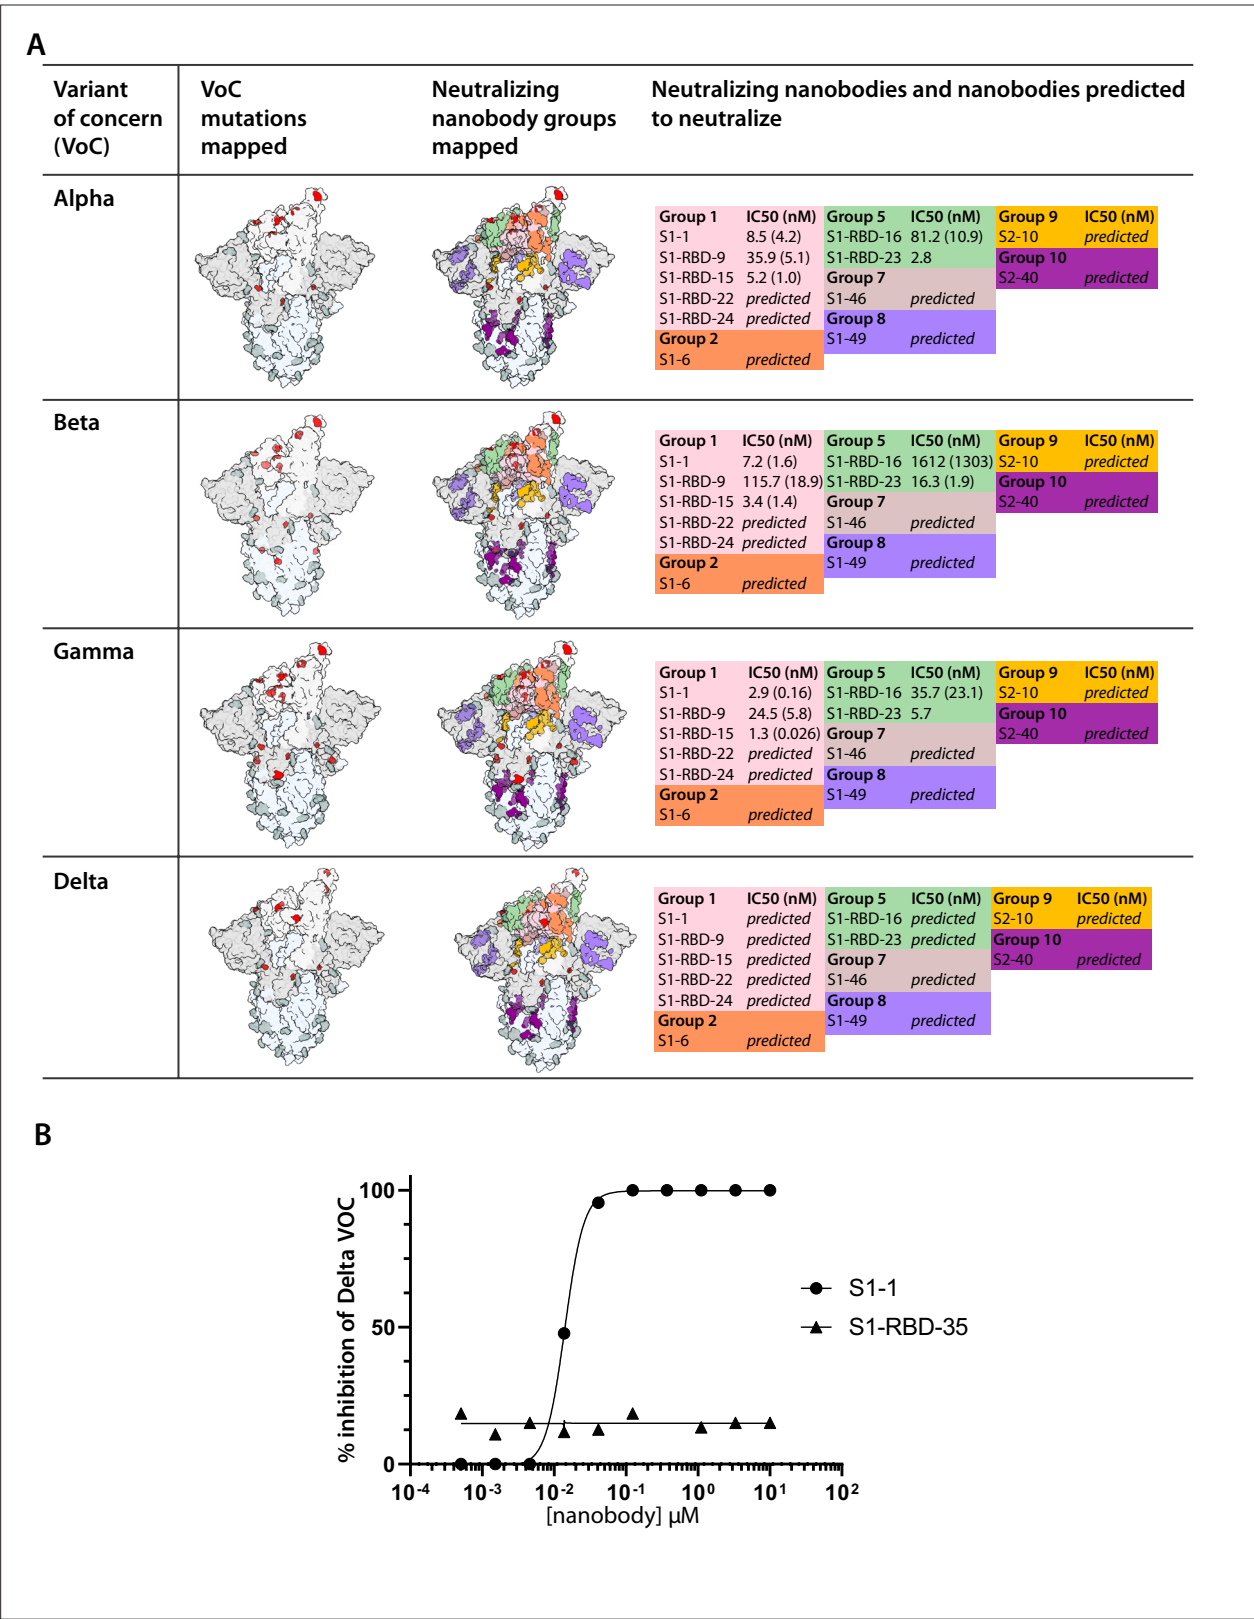 A
Variant of concern (VoC)
VoC mutations mapped
Neutralizing nanobody groups mapped
Neutralizing nanobodies and nanobodies predicted to neutralize
Alpha
Group 1 IC50 (nM) Group 5 IC50 (nM) Group 9 IC50 (nM)
S1-1 8.5 (4.2) S1-RBD-16 81.2 (10.9) S2-10 predicted
S1-RBD-9 35.9 (5.1) S1-RBD-23 2.8 Group 10
S1-RBD-15 5.2 (1.0) Group 7 S2-40 predicted
S1-RBD-22 predicted S1-46 predicted
S1-RBD-24 predicted Group 8
Group 2 S1-49 predicted
S1-6 predicted
Beta
Group 1 IC50 (nM) Group 5 IC50 (nM) Group 9 IC50 (nM)
S1-1 7.2 (1.6) S1-RBD-16 1612 (1303) S2-10 predicted
S1-RBD-9 115.7 (18.9) S1-RBD-23 16.3 (1.9) Group 10
S1-RBD-15 3.4 (1.4) Group 7 S2-40 predicted
S1-RBD-22 predicted S1-46 predicted
S1-RBD-24 predicted Group 8
Group 2 S1-49 predicted
S1-6 predicted
Gamma
Group 1 IC50 (nM) Group 5 IC50 (nM) Group 9 IC50 (nM)
S1-1 2.9 (0.16) S1-RBD-16 35.7 (23.1) S2-10 predicted
S1-RBD-9 24.5 (5.8) S1-RBD-23 5.7 Group 10
S1-RBD-15 1.3 (0.026) Group 7 S2-40 predicted
S1-RBD-22 predicted S1-46 predicted
S1-RBD-24 predicted Group 8
Group 2 S1-49 predicted
S1-6 predicted
Delta
Group 1 IC50 (nM) Group 5 IC50 (nM) Group 9 IC50 (nM)
S1-1 predicted S1-RBD-16 predicted S2-10 predicted
S1-RBD-9 predicted S1-RBD-23 predicted Group 10
S1-RBD-15 predicted Group 7 S2-40 predicted
S1-RBD-22 predicted S1-46 predicted
S1-RBD-24 predicted Group 8
Group 2 S1-49 predicted
S1-6 predicted
B
% inhibition of Delta VOC
100
50
0
S1-1
S1-RBD-35
10-4 10-3 10-2 10-1 100 101 102
[nanobody] µM